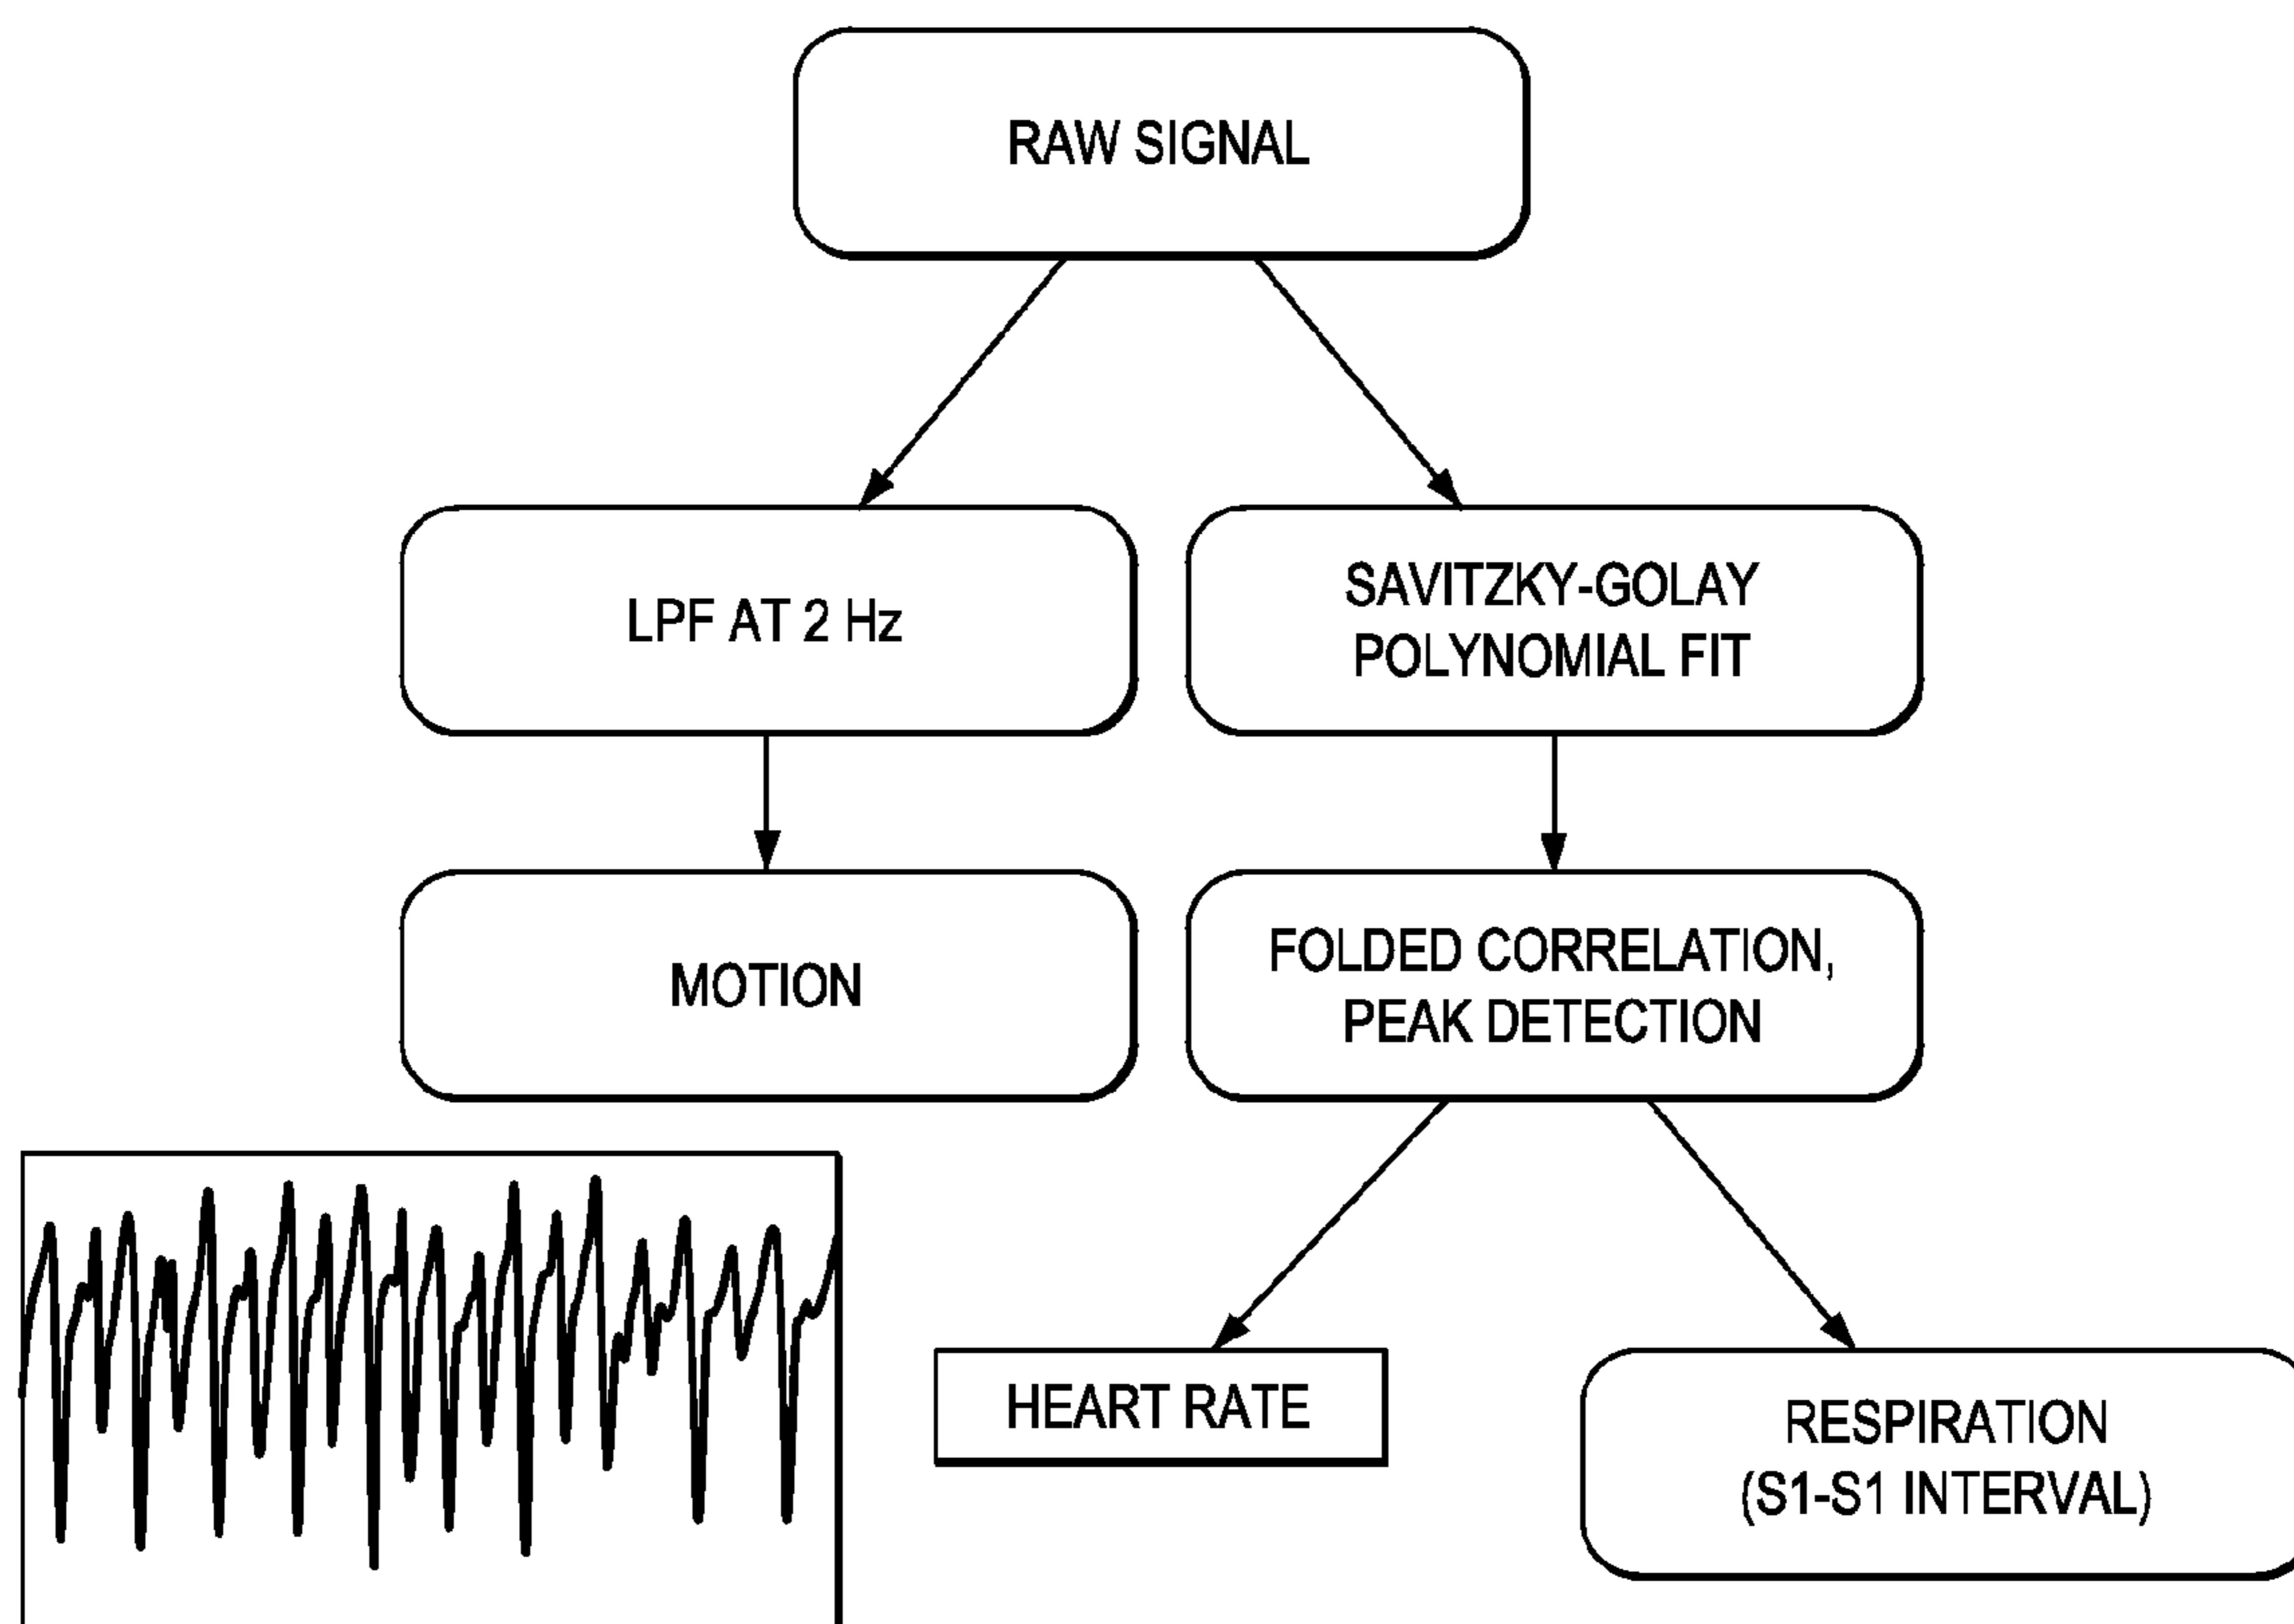 RAW SIGNAL
LPF AT 2 Hz
SAVITZKY-GOLAY
POLYNOMIAL FIT
MOTION
FOLDED CORRELATION,
PEAK DETECTION
HEART RATE
RESPIRATION
(S1-S1 INTERVAL)